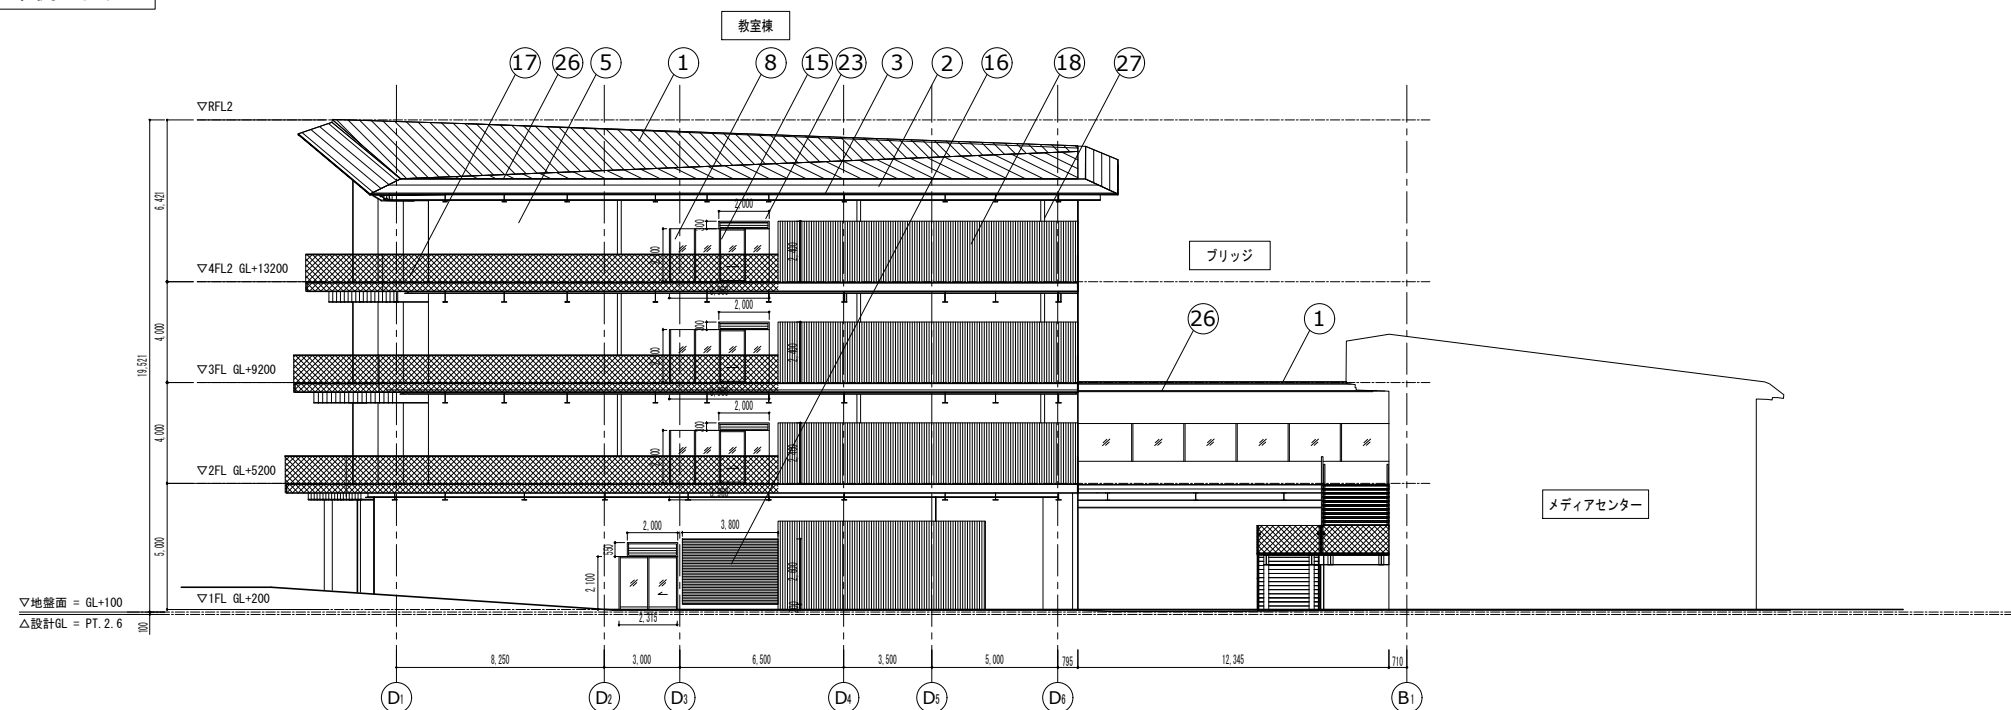 教室棟
17 26 5 1 8 15 23 3 2 16 18 27
▽RFL2
6,421
2,000
2,400
▽4FL2 GL+13200
ブリッジ
2,000
4,000
2,400
26 1
19,521
▽3FL GL+9200
2,000
4,000
▽2FL GL+5200
メディアセンター
2,000 3,800
550
5,000
2,100
2,600
▽1FL GL+200
▽地盤面 = GL+100
△設計GL = PT.2.6
100
2,315
8,250 3,000 6,500 3,500 5,000 795 12,345 710
D1 D2 D3 D4 D5 D6 B1